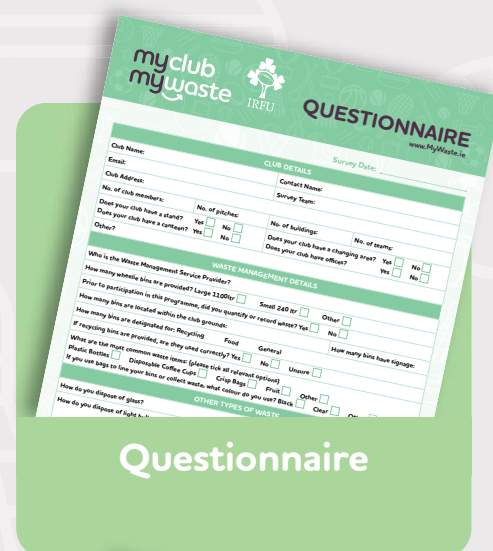 myclub
mywaste
IRFU
QUESTIONNAIRE
www.MyWaste.ie
Survey Date:
CLUB DETAILS
Club Name:
Contact Name:
Email:
Survey Team:
Club Address:
No. of club members:
No. of pitches:
No. of buildings:
No. of teams:
Does your club have a stand? Yes No
Does your club have a changing area? Yes No
Does your club have a canteen? Yes No
Does your club have offices? Yes No
Other?
WASTE MANAGEMENT DETAILS
Who is the Waste Management Service Provider?
How many wheelie bins are provided? Large 1100ltr Small 240 ltr Other
Prior to participation in this programme, did you quantify or record waste? Yes No
How many bins are located within the club grounds:
How many bins have signage:
How many bins are designated for: Recycling Food General
If recycling bins are provided, are they used correctly? Yes No Unsure
What are the most common waste items: (please tick all relevant options)
Plastic Bottles Disposable Coffee Cups Crisp Bags Fruit Other
If you use bags to line your bins or collect waste, what colour do you use? Black Clear
OTHER TYPES OF WASTE
How do you dispose of glass?
How do you dispose of light
Questionnaire